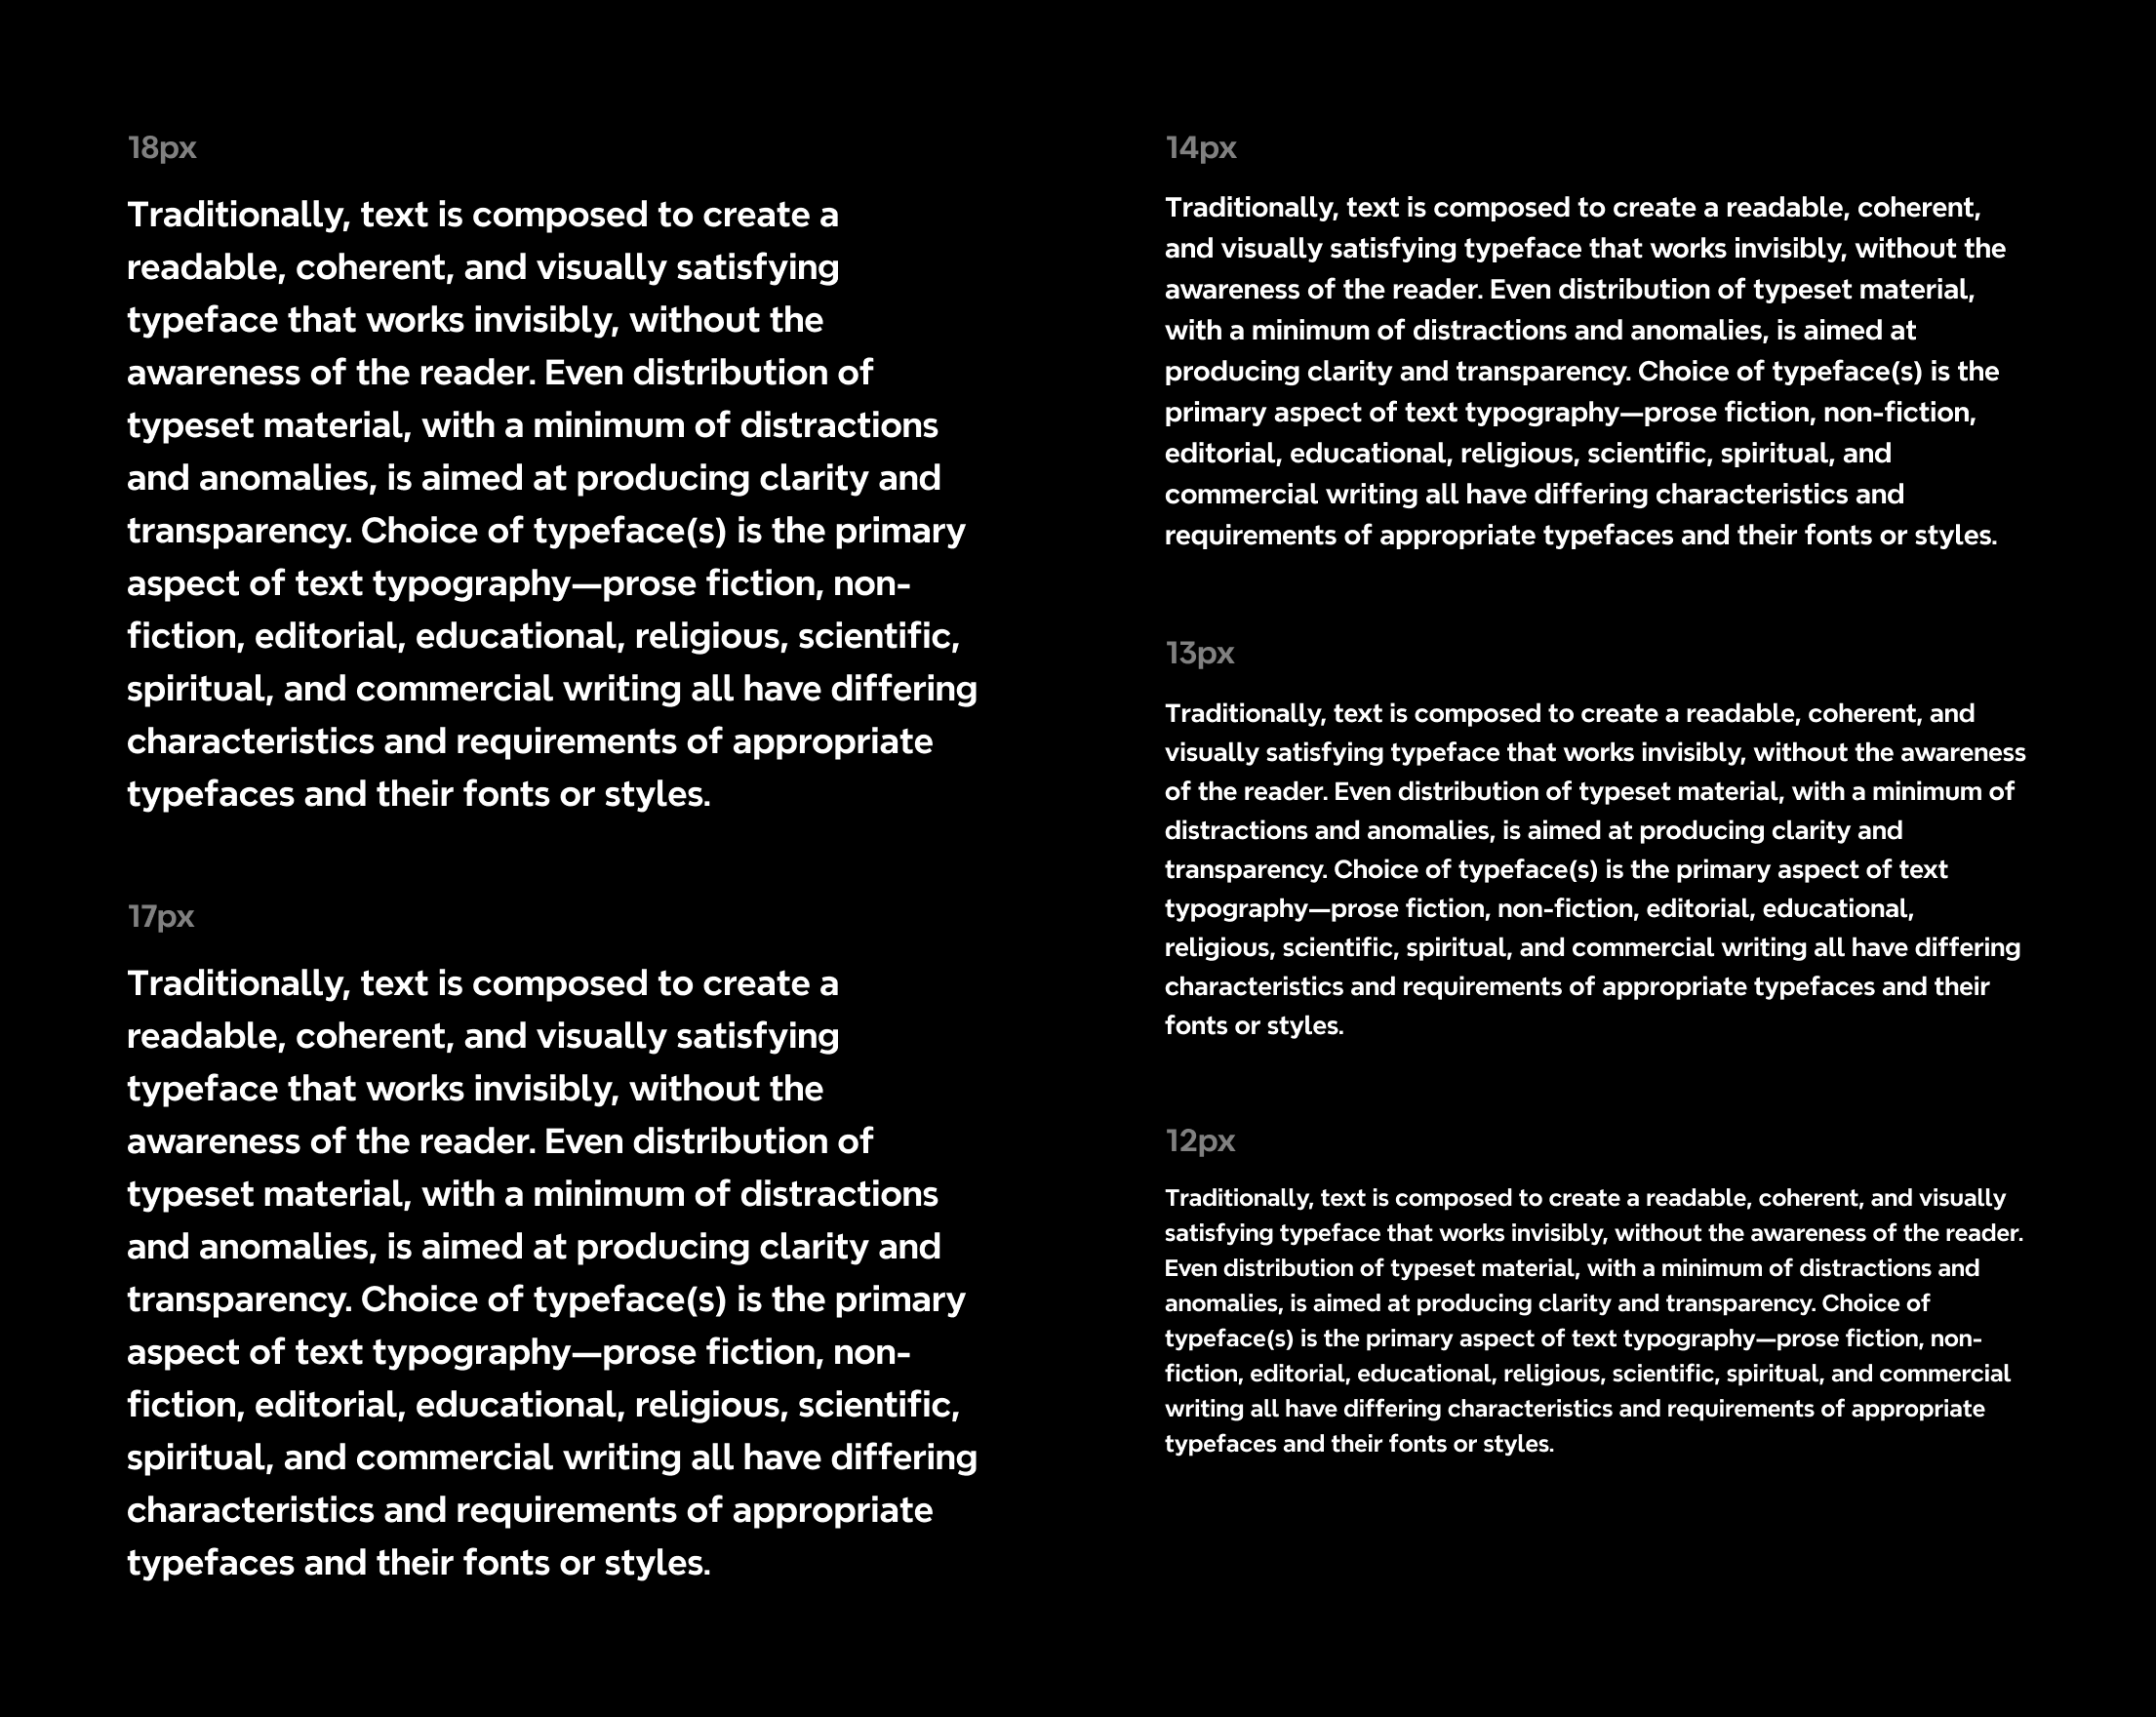 18px
Traditionally, text is composed to create a
readable, coherent, and visually satisfying
typeface that works invisibly, without the
awareness of the reader. Even distribution of
typeset material, with a minimum of distractions
and anomalies, is aimed at producing clarity and
transparency. Choice of typeface(s) is the primary
aspect of text typography—prose fiction, non-
fiction, editorial, educational, religious, scientific,
spiritual, and commercial writing all have differing
characteristics and requirements of appropriate
typefaces and their fonts or styles.
17px
Traditionally, text is composed to create a
readable, coherent, and visually satisfying
typeface that works invisibly, without the
awareness of the reader. Even distribution of
typeset material, with a minimum of distractions
and anomalies, is aimed at producing clarity and
transparency. Choice of typeface(s) is the primary
aspect of text typography—prose fiction, non-
fiction, editorial, educational, religious, scientific,
spiritual, and commercial writing all have differing
characteristics and requirements of appropriate
typefaces and their fonts or styles.
14px
Traditionally, text is composed to create a readable, coherent,
and visually satisfying typeface that works invisibly, without the
awareness of the reader. Even distribution of typeset material,
with a minimum of distractions and anomalies, is aimed at
producing clarity and transparency. Choice of typeface(s) is the
primary aspect of text typography—prose fiction, non-fiction,
editorial, educational, religious, scientific, spiritual, and
commercial writing all have differing characteristics and
requirements of appropriate typefaces and their fonts or styles.
13px
Traditionally, text is composed to create a readable, coherent, and
visually satisfying typeface that works invisibly, without the awareness
of the reader. Even distribution of typeset material, with a minimum of
distractions and anomalies, is aimed at producing clarity and
transparency. Choice of typeface(s) is the primary aspect of text
typography—prose fiction, non-fiction, editorial, educational,
religious, scientific, spiritual, and commercial writing all have differing
characteristics and requirements of appropriate typefaces and their
fonts or styles.
12px
Traditionally, text is composed to create a readable, coherent, and visually
satisfying typeface that works invisibly, without the awareness of the reader.
Even distribution of typeset material, with a minimum of distractions and
anomalies, is aimed at producing clarity and transparency. Choice of
typeface(s) is the primary aspect of text typography—prose fiction, non-
fiction, editorial, educational, religious, scientific, spiritual, and commercial
writing all have differing characteristics and requirements of appropriate
typefaces and their fonts or styles.